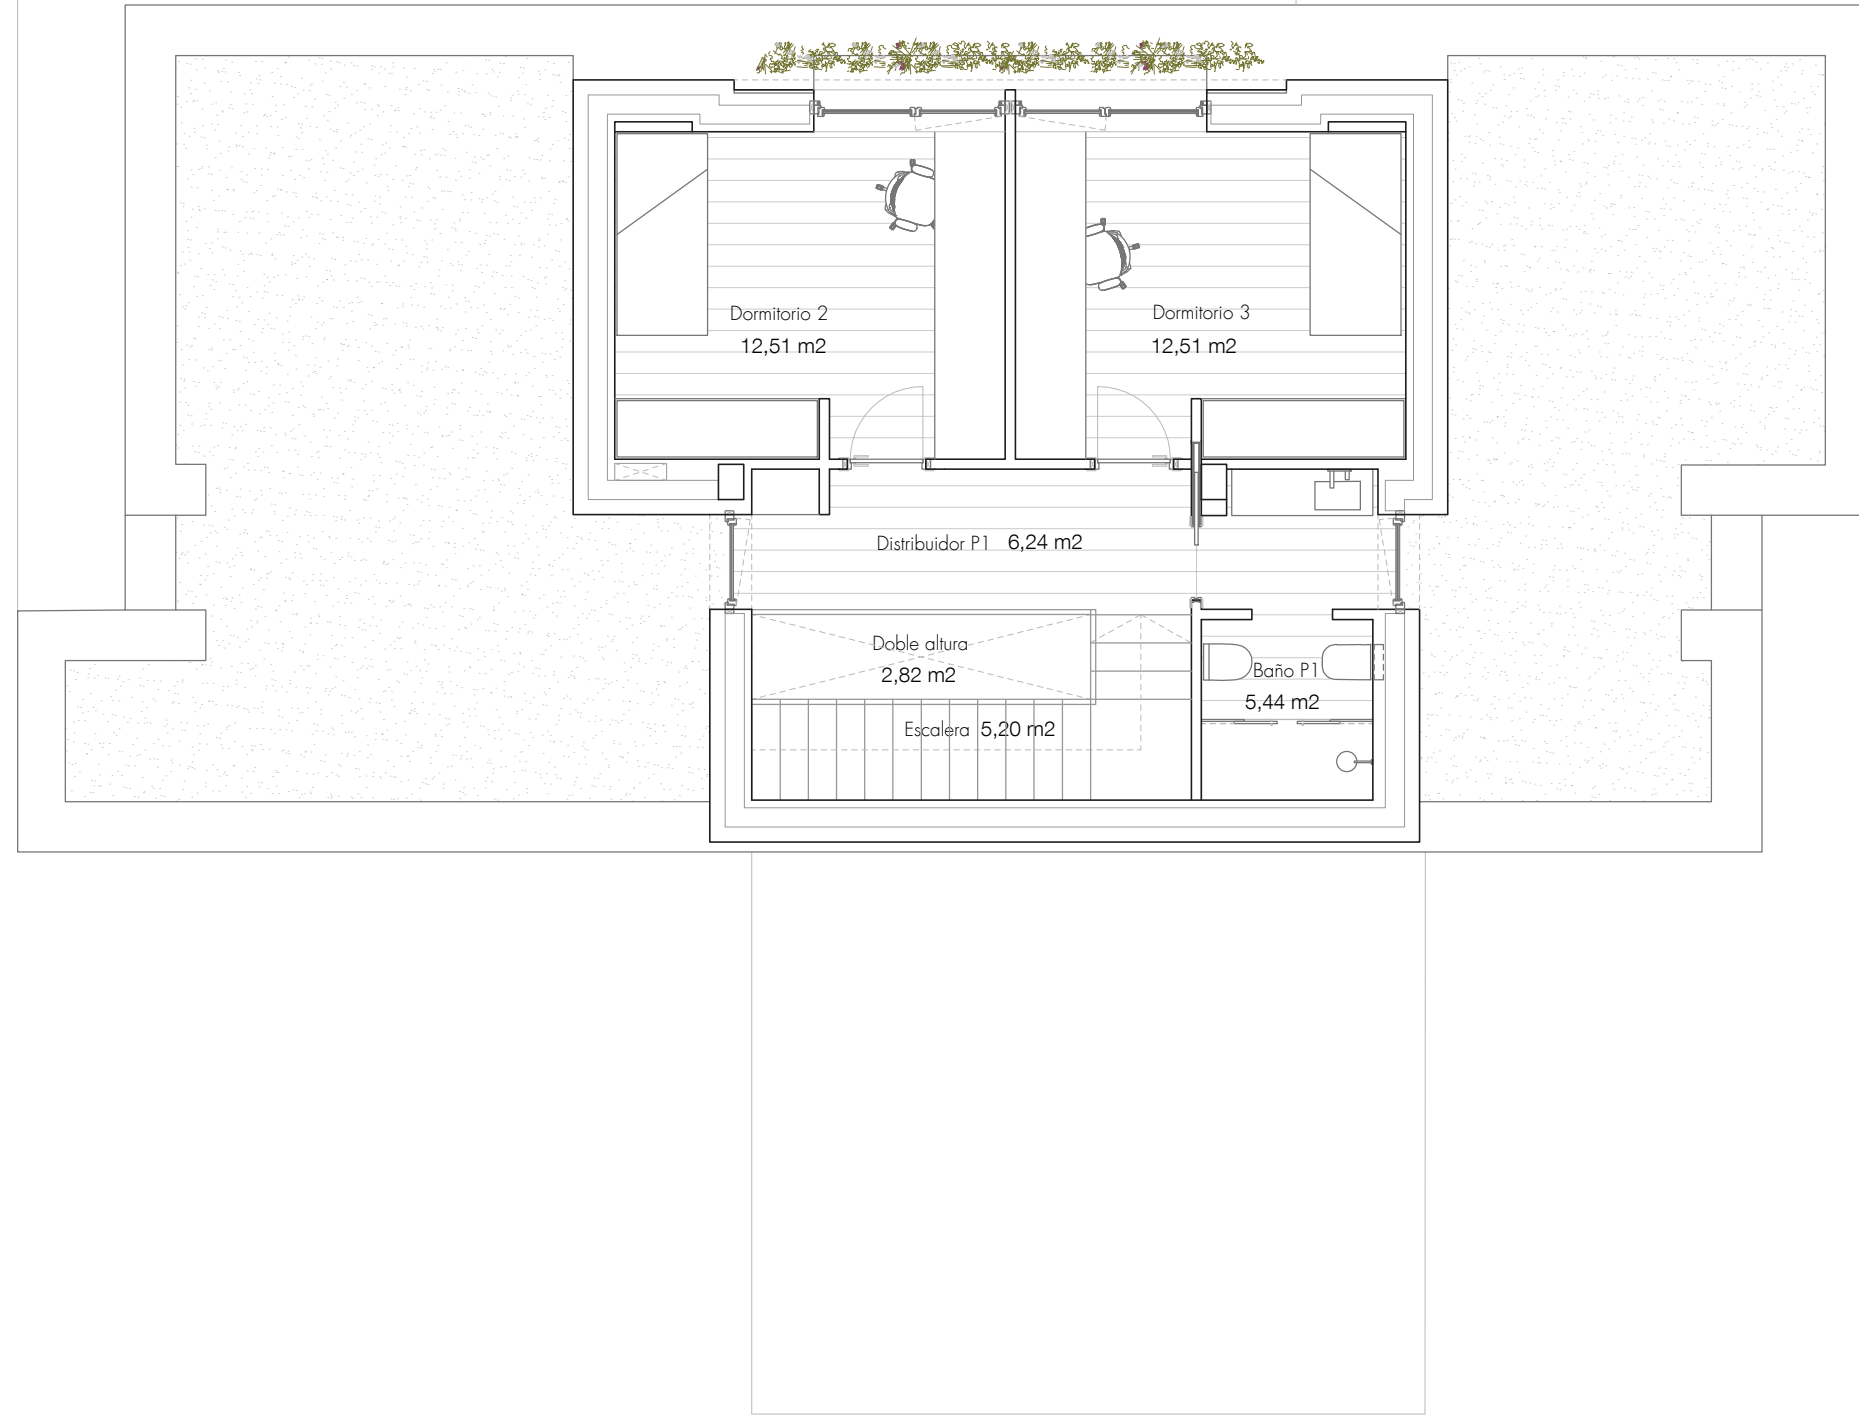 Dormitorio 2
12,51 m2
Dormitorio 3
12,51 m2
Distribuidor P1 6,24 m2
Doble altura
2,82 m2
Escalera 5,20 m2
Baño P1
5,44 m2